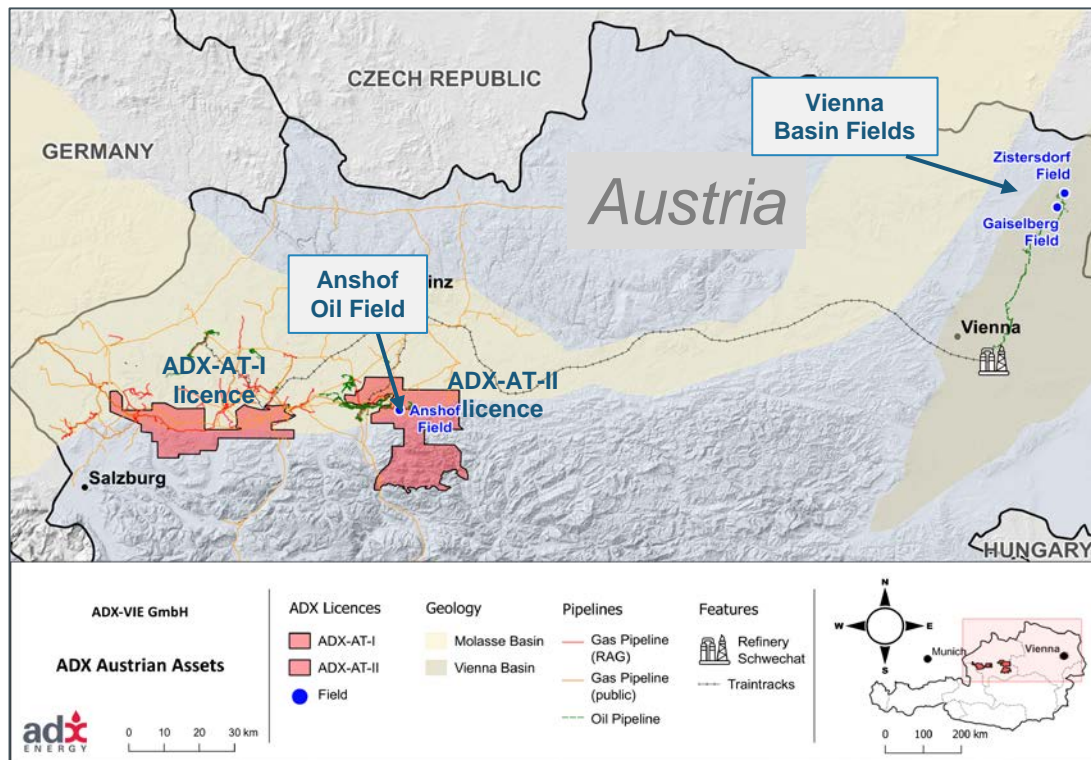 CZECH REPUBLIC
GERMANY
Vienna
Basin Fields
Zistersdorf
Field
Gaiselberg
Field
Austria
Anshof
Oil Field
inz
Vienna
ADX-AT-I
licence
ADX-AT-II
licence
Anshof
Field
Salzburg
HUNGARY
ADX-VIE GmbH
ADX Austrian Assets
adx
ENERGY
0 10 20 30 km
ADX Licences
ADX-AT-I
ADX-AT-II
Field
Geology
Molasse Basin
Vienna Basin
Pipelines
Gas Pipeline
(RAG)
Gas Pipeline
(public)
Oil Pipeline
Features
Refinery
Schwechat
Traintracks
N
W E
S
Munich
Vienna
0 100 200 km